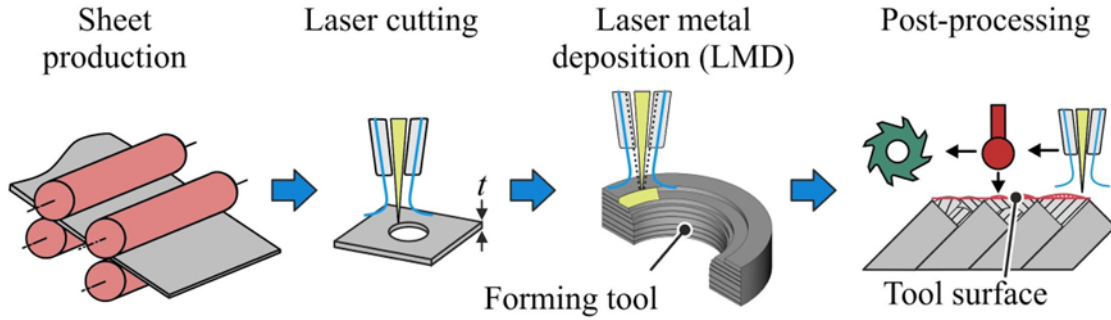 Sheet
production
Laser cutting
Laser metal
deposition (LMD)
Post-processing
t
Forming tool
Tool surface